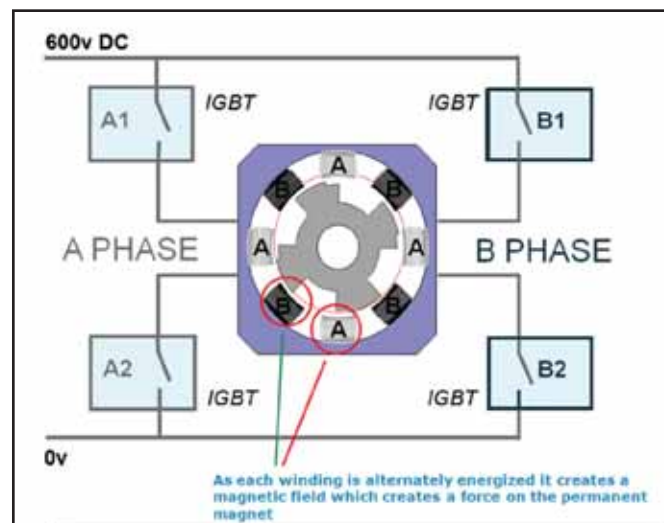 600v DC
A1
IGBT
IGBT
B1
A
B
B
A PHASE
A
A
B PHASE
B
B
A
A2
IGBT
IGBT
B2
0v
As each winding is alternately energized it creates a
magnetic field which creates a force on the permanent
magnet